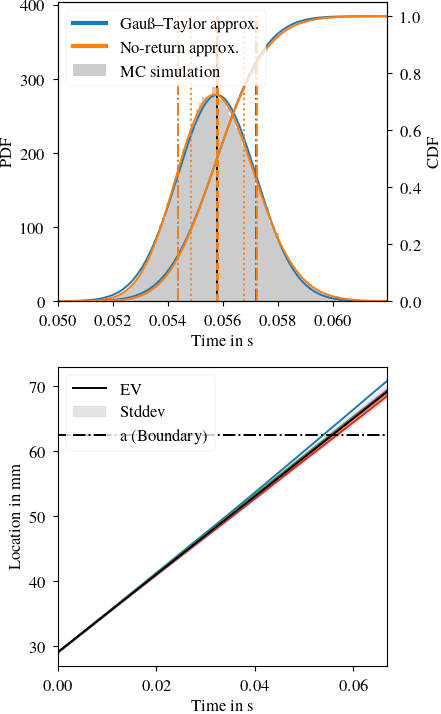 400
300
200
100
0
PDF
Gauß–Taylor approx.
No-return approx.
MC simulation
1.0
0.8
0.6
0.4
0.2
0.0
CDF
0.050 0.052 0.054 0.056 0.058 0.060
Time in s
70
60
50
40
30
Location in mm
EV
Stddev
a (Boundary)
0.00 0.02 0.04 0.06
Time in s